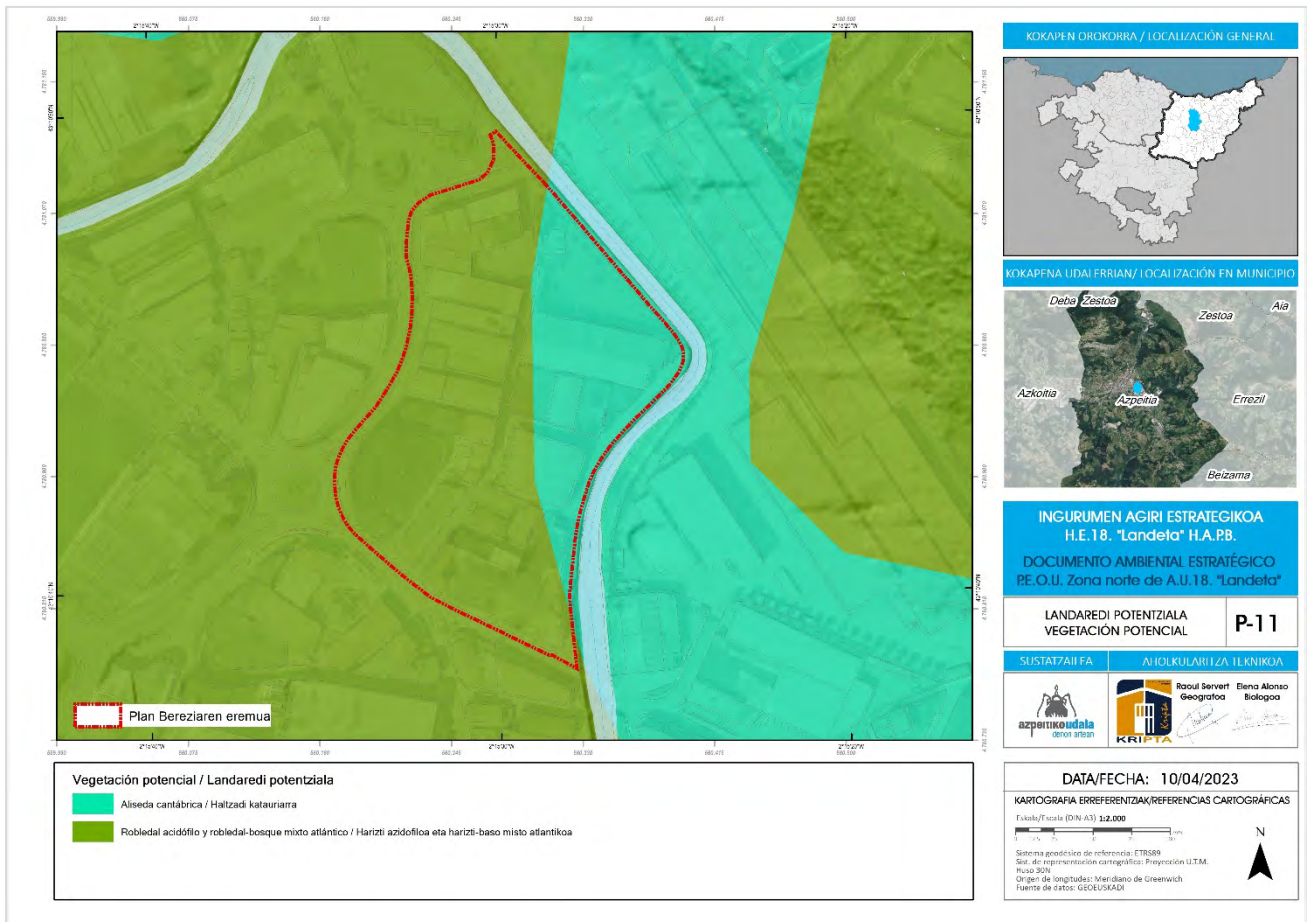 KOKAPEN OROKORRA / LOCALIZACIÓN GENERAL
KOKAPENA UDALERRIAN/ LOCALIZACIÓN EN MUNICIPIO
Deba Zestoa
Aia
Zestoa
Azkoitia
Azpeitia
Errezil
Beizama
INGURUMEN AGIRI ESTRATEGIKOA
H.E.18. "Landeta" H.A.P.B.
DOCUMENTO AMBIENTAL ESTRATÉGICO
P.E.O.U. Zona norte de A.U.18. "Landeta"
LANDAREDI POTENTZIALA
VEGETACIÓN POTENCIAL
P-11
SUSTATZAILEA
AHOLKULARITZA TEKNIKOA
azpeitikoudala
denon artean
KRIPTA
Raoul Servert
Geografoa
Elena Alonso
Biologoa
Plan Bereziaren eremua
Vegetación potencial / Landaredi potentziala
Aliseda cantábrica / Haltzadi katauriarra
Robledal acidófilo y robledal-bosque mixto atlántico / Harizti azidofiloa eta harizti-baso misto atlantikoa
DATA/FECHA: 10/04/2023
KARTOGRAFIA ERREFERENTZIAK/REFERENCIAS CARTOGRÁFICAS
Eskala/Escala (DIN-A3) 1:2.000
N
Sistema geodésico de referencia: ETRS89
Sist. de representación cartográfica: Proyección U.T.M.
Huso 30N
Origen de longitudes: Meridiano de Greenwich
Fuente de datos: GEOEUSKADI